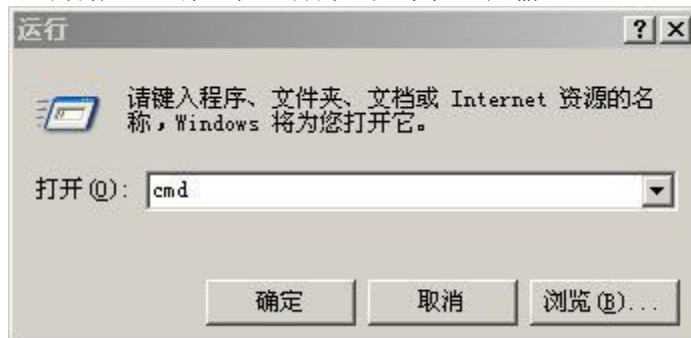 运行
请键入程序、文件夹、文档或 Internet 资源的名
称,Windows 将为您打开它。
打开(O): cmd
确定 取消 浏览(B)...